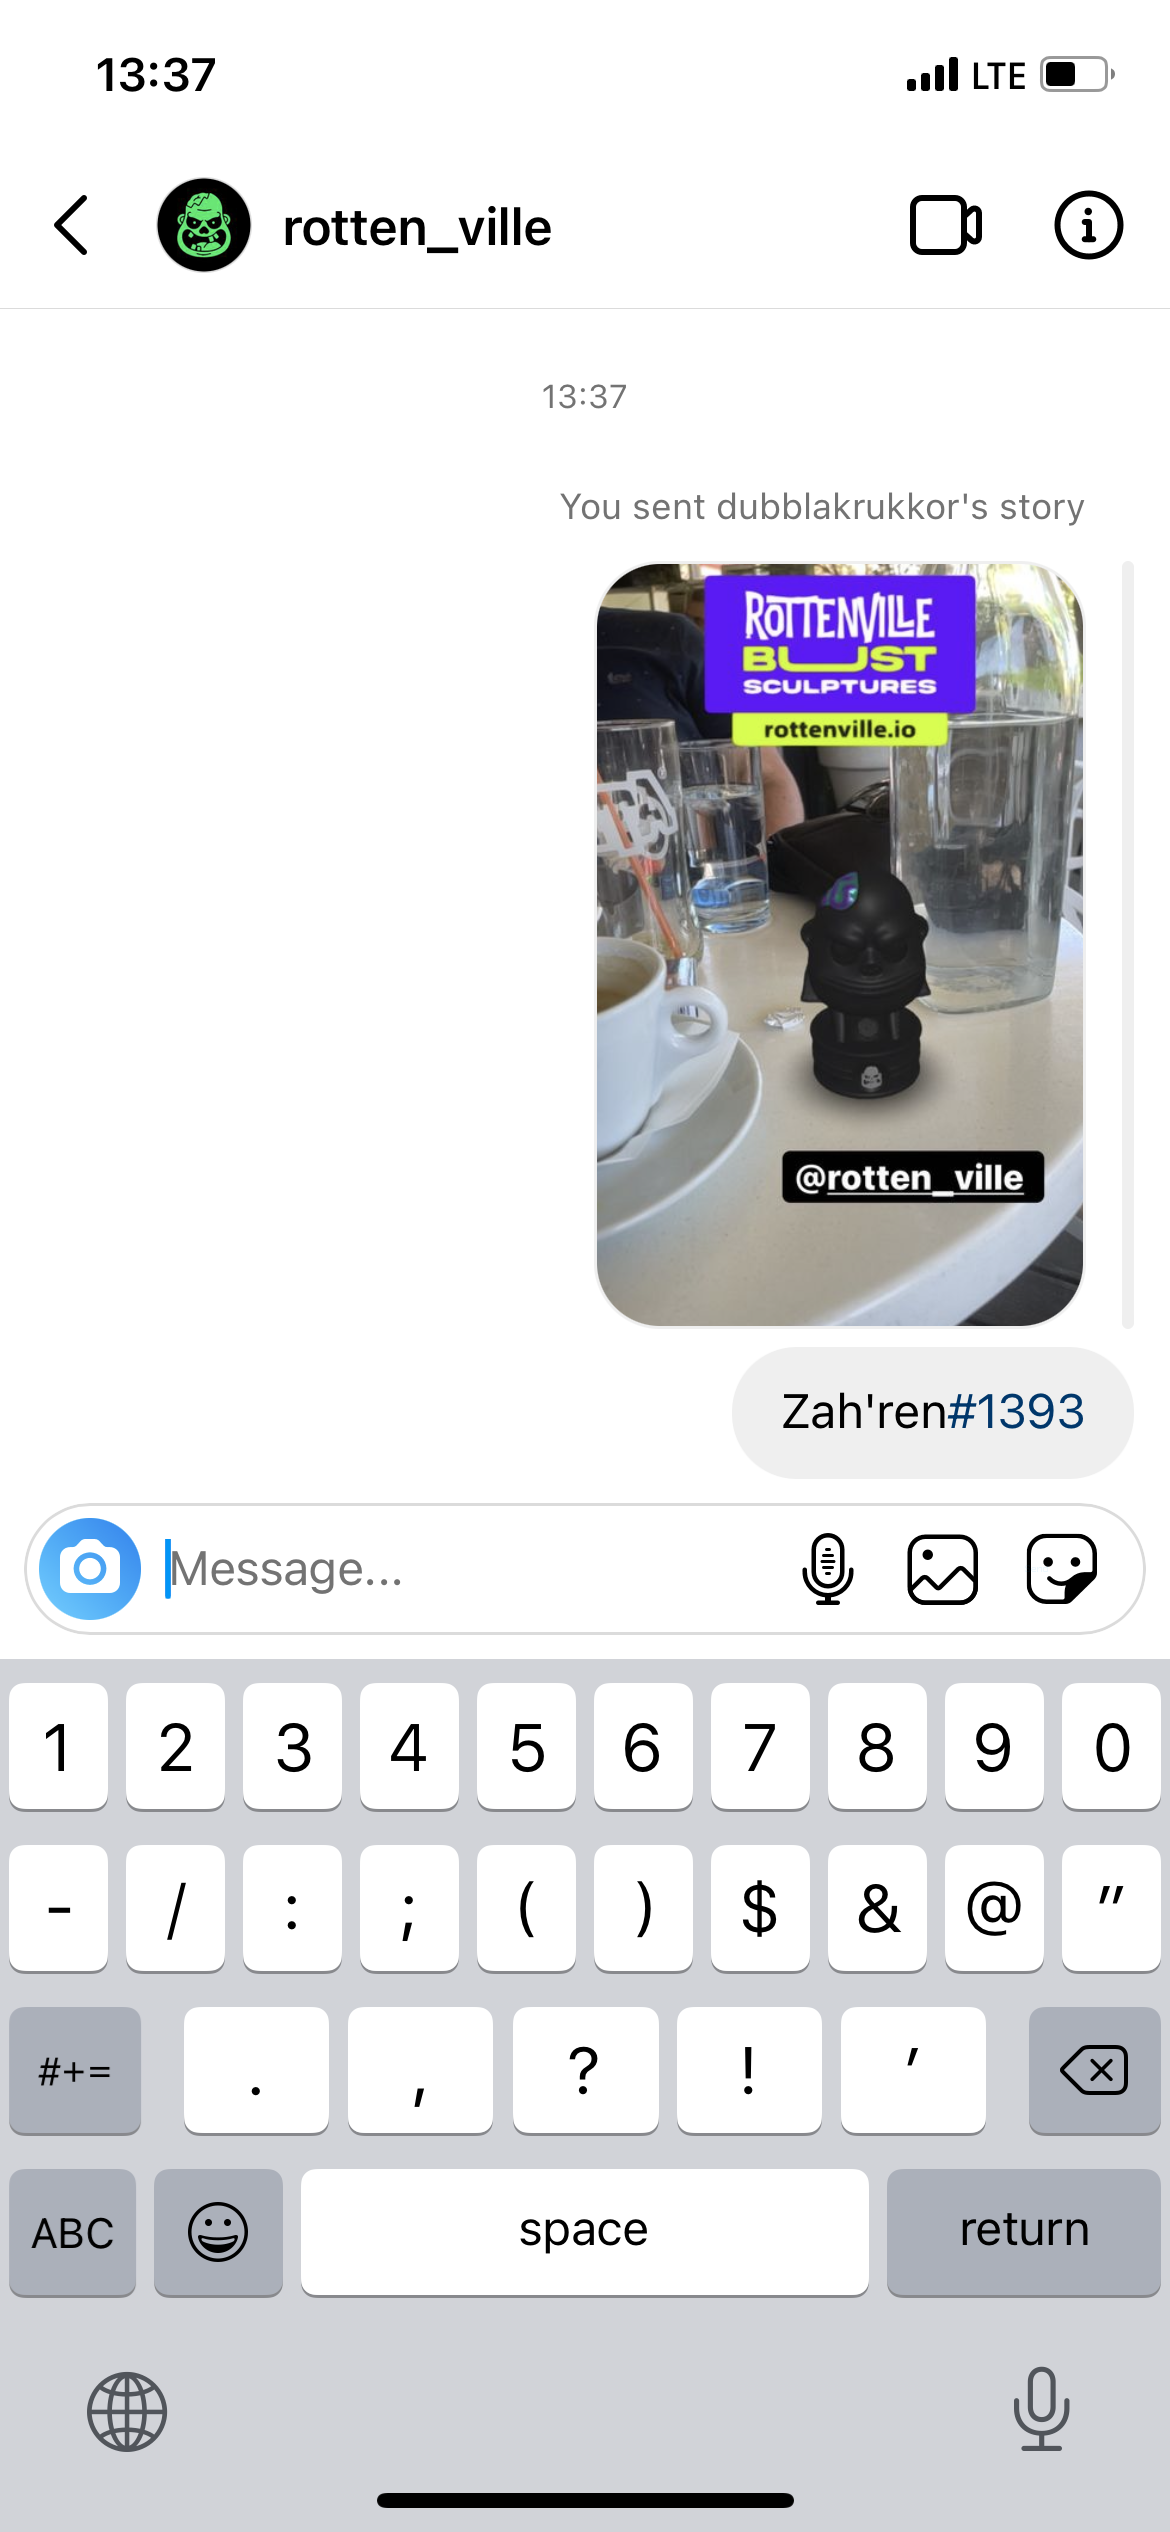 13:37
LTE
rotten_ville
13:37
You sent dubblakrukkor's story
ROTTENVILLE
BUST
SCULPTURES
rottenville.io
@rotten_ville
Zah'ren#1393
Message...
1 2 3 4 5 6 7 8 9 0
- / : ; ( ) $ & @ "
#+= . , ? ! '
ABC space return